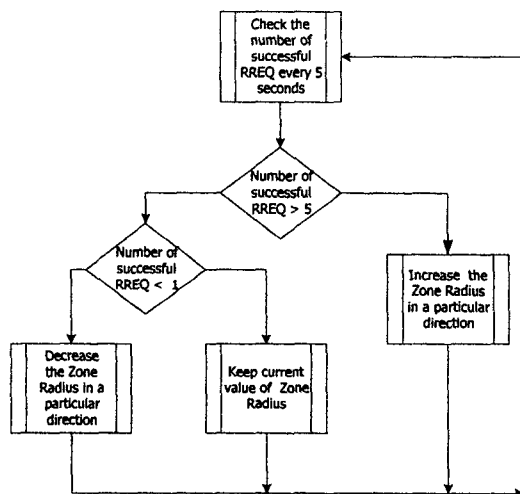 Check the
number of
successful
RREQ every 5
seconds
Number of
successful
RREQ > 5
Number of
successful
RREQ < 1
Increase the
Zone Radius
in a particular
direction
Decrease
the Zone
Radius in a
particular
direction
Keep current
value of Zone
Radius